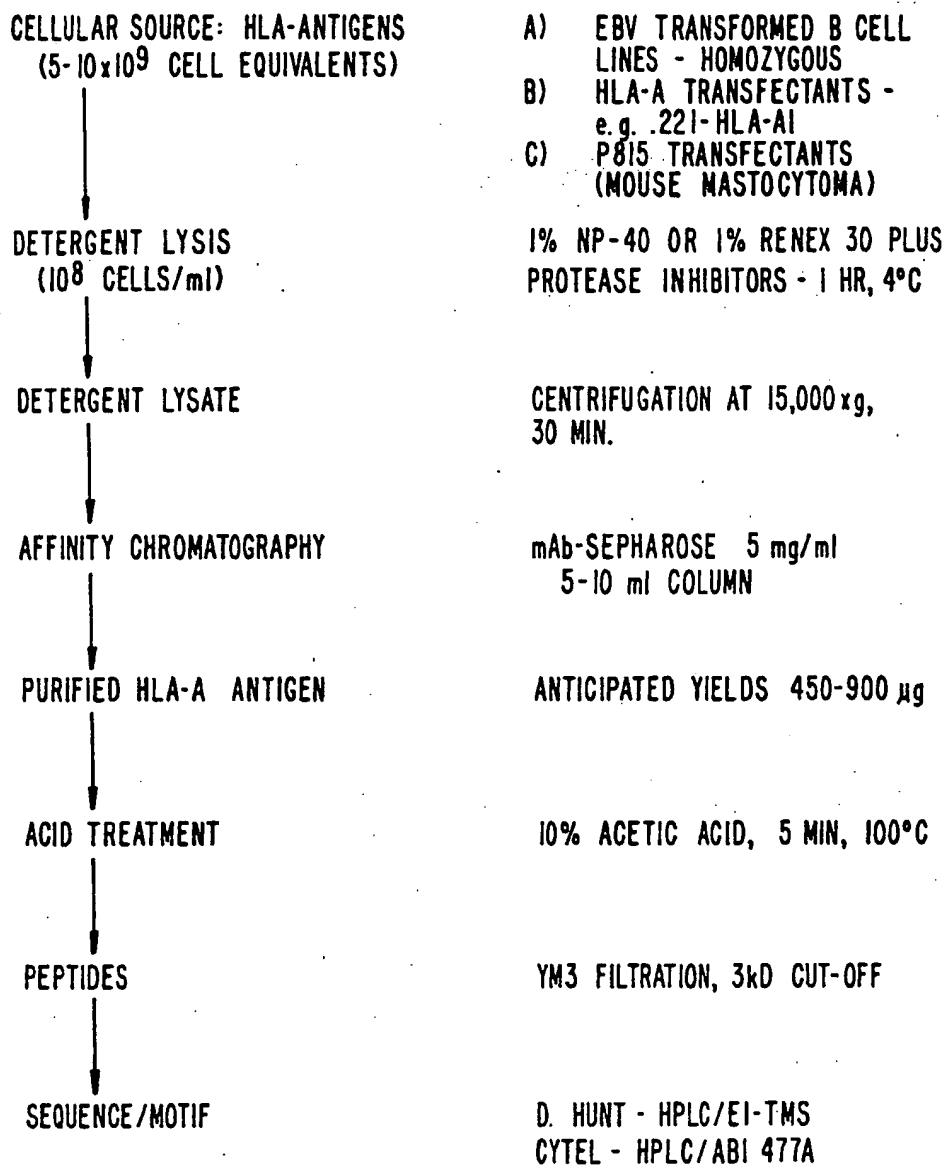 CELLULAR SOURCE: HLA-ANTIGENS
(5-10x10⁹ CELL EQUIVALENTS)
A) EBV TRANSFORMED B CELL
LINES - HOMOZYGOUS
B) HLA-A TRANSFECTANTS -
e.g. .221-HLA-A1
C) P815 TRANSFECTANTS
(MOUSE MASTOCYTOMA)
DETERGENT LYSIS
(10⁸ CELLS/ml)
1% NP-40 OR 1% RENEX 30 PLUS
PROTEASE INHIBITORS - 1 HR, 4°C
DETERGENT LYSATE
CENTRIFUGATION AT 15,000xg,
30 MIN.
AFFINITY CHROMATOGRAPHY
mAb-SEPHAROSE 5 mg/ml
5-10 ml COLUMN
PURIFIED HLA-A ANTIGEN
ANTICIPATED YIELDS 450-900 µg
ACID TREATMENT
10% ACETIC ACID, 5 MIN, 100°C
PEPTIDES
YM3 FILTRATION, 3kD CUT-OFF
SEQUENCE/MOTIF
D. HUNT - HPLC/EI-TMS
CYTEL - HPLC/ABI 477A